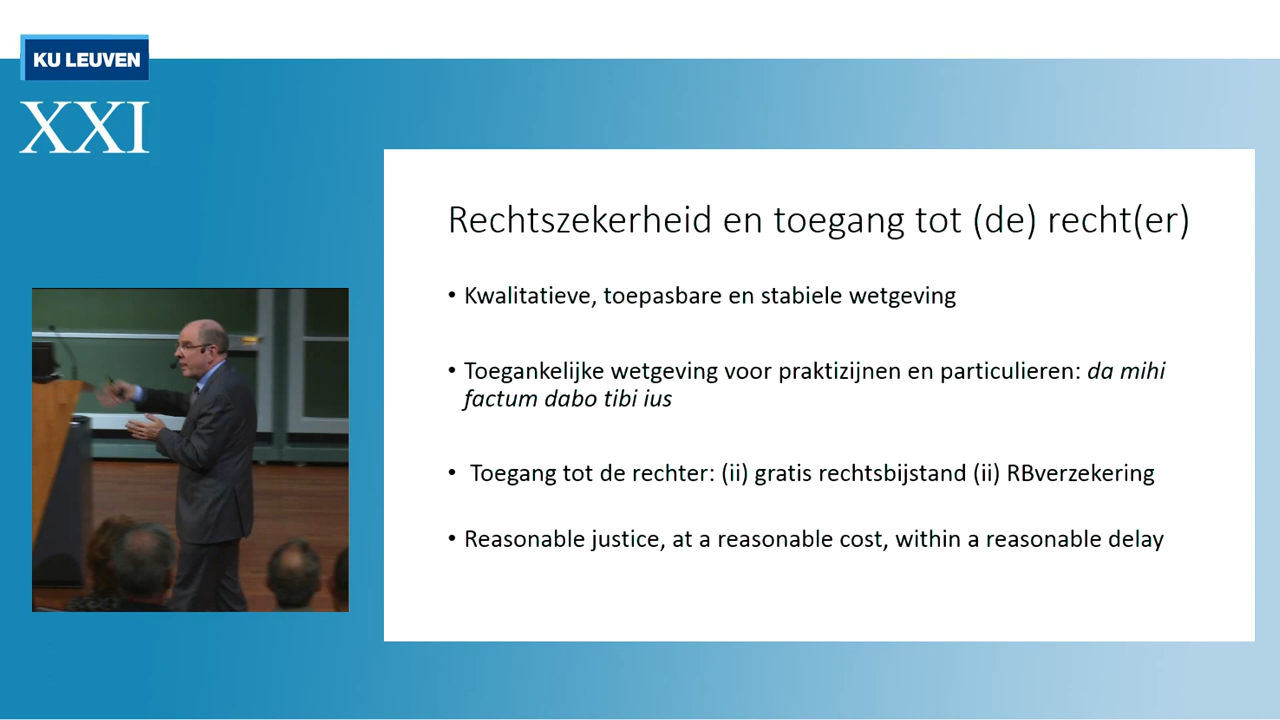 KU LEUVEN
XXI
Rechtszekerheid en toegang tot (de) recht(er)
• Kwalitatieve, toepasbare en stabiele wetgeving
• Toegankelijke wetgeving voor praktizijnen en particulieren: da mihi
factum dabo tibi ius
• Toegang tot de rechter: (ii) gratis rechtsbijstand (ii) RBverzekering
• Reasonable justice, at a reasonable cost, within a reasonable delay